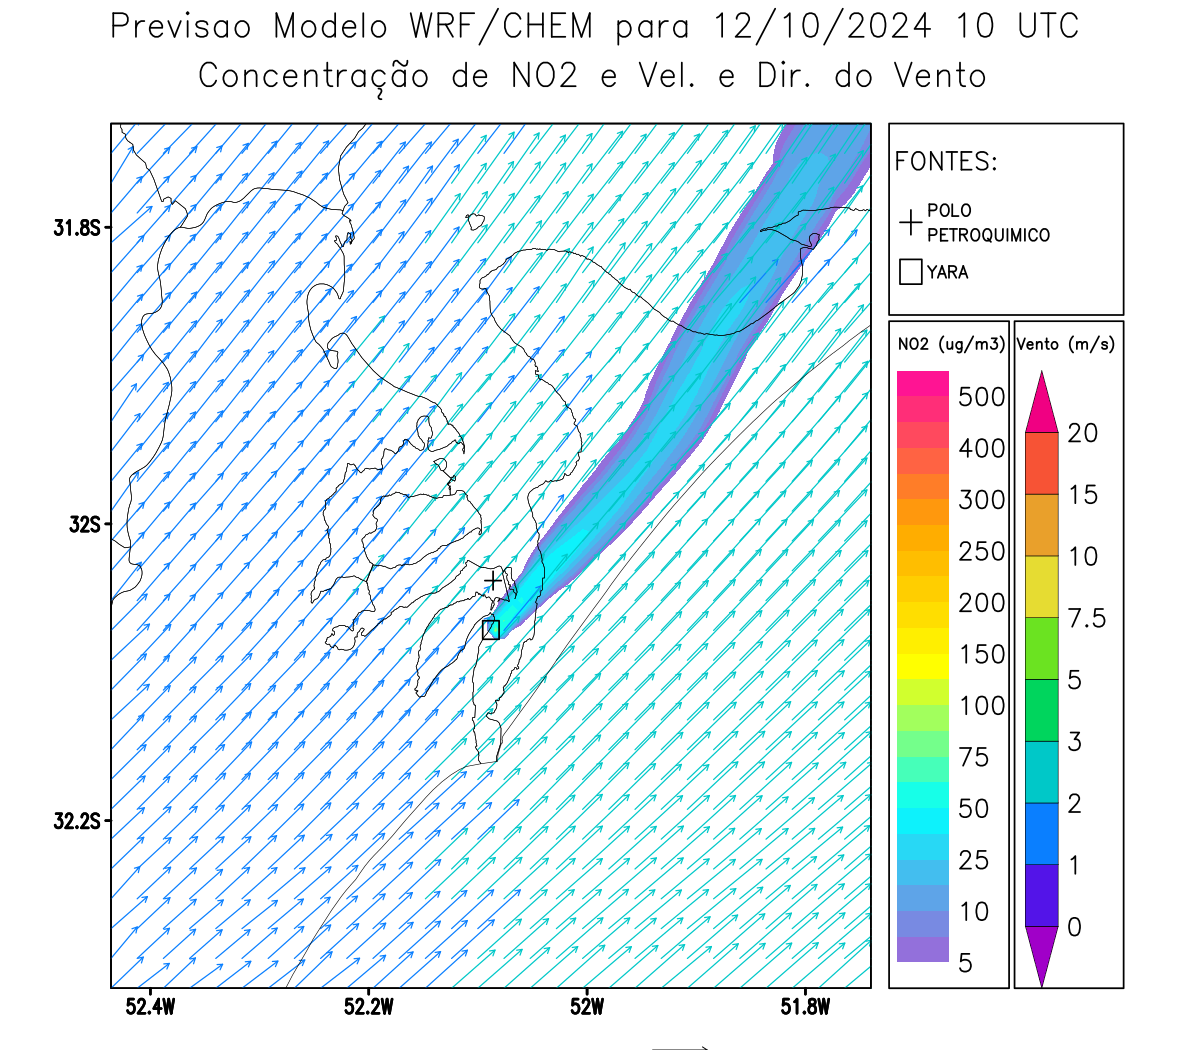 Previsao Modelo WRF/CHEM para 12/10/2024 10 UTC
Concentração de NO2 e Vel. e Dir. do Vento
FONTES:
POLO
PETROQUIMICO
YARA
31.8S
32S
32.2S
52.4W
52.2W
52W
51.8W
NO2 (ug/m3)
500
400
300
250
200
150
100
75
50
25
10
5
Vento (m/s)
20
15
10
7.5
5
3
2
1
0